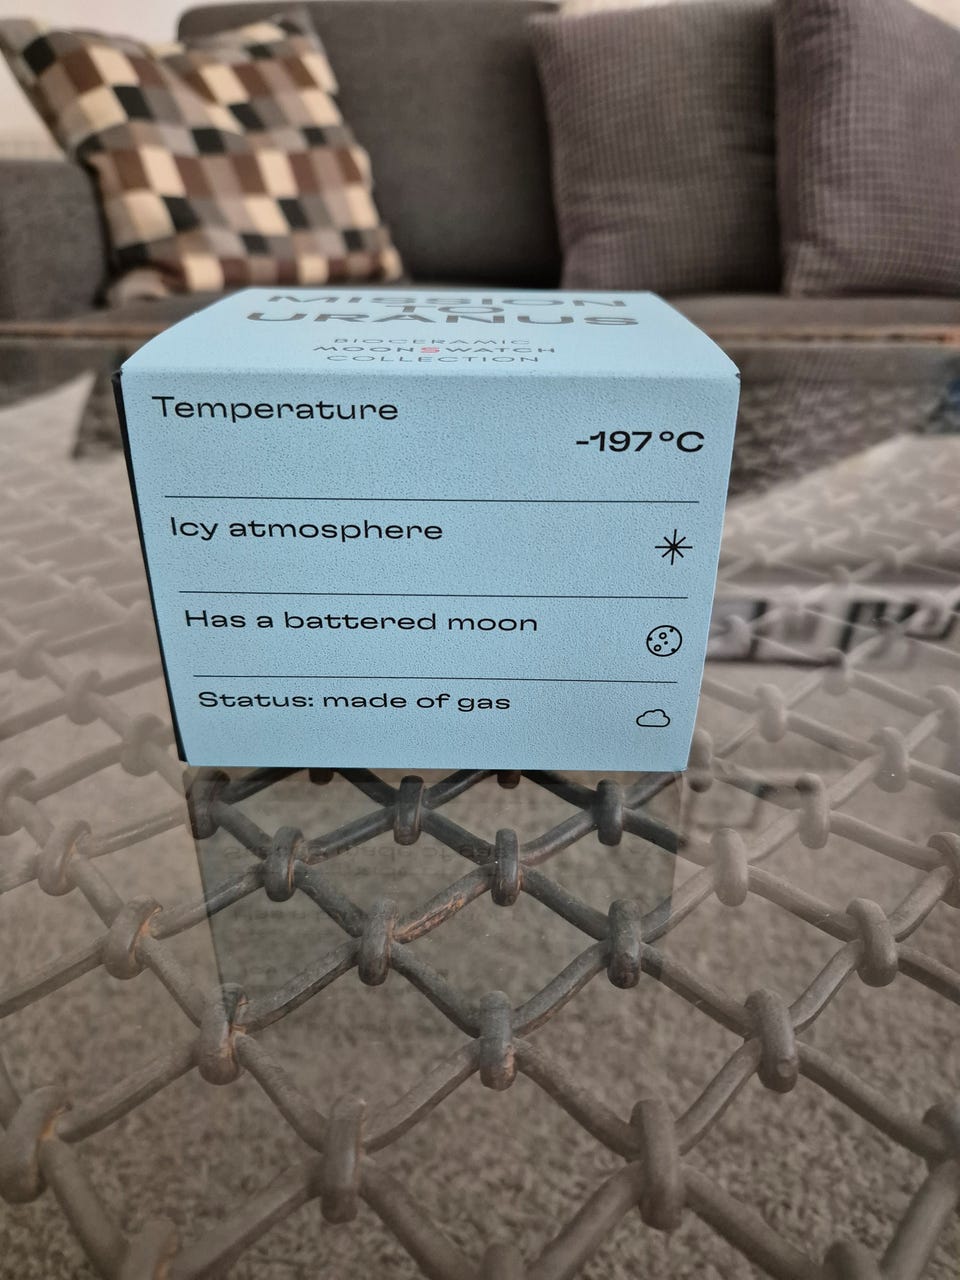 MISSION
TO
URANUS
BIOCERAMIC
MOONSWATCH
COLLECTION
Temperature
-197°C
Icy atmosphere
Has a battered moon
Status: made of gas